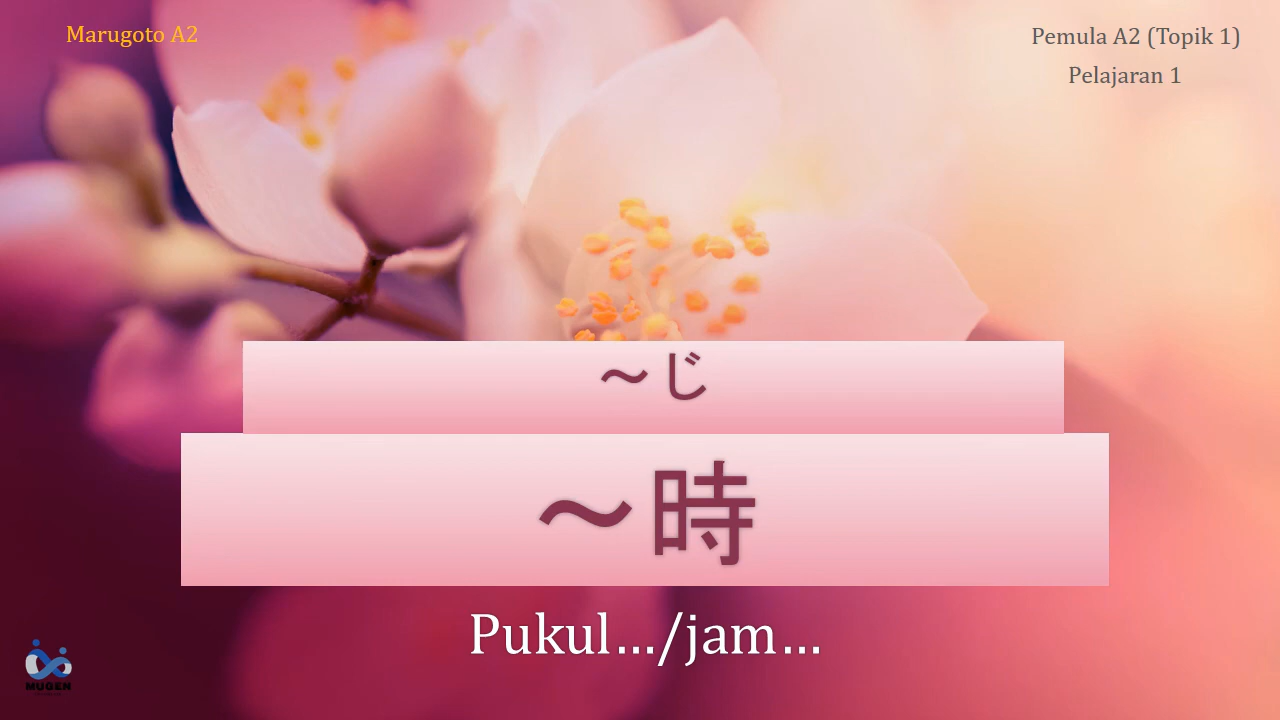 Marugoto A2
Pemula A2 (Topik 1)
Pelajaran 1
～じ
～時
Pukul…/jam…
MUGEN